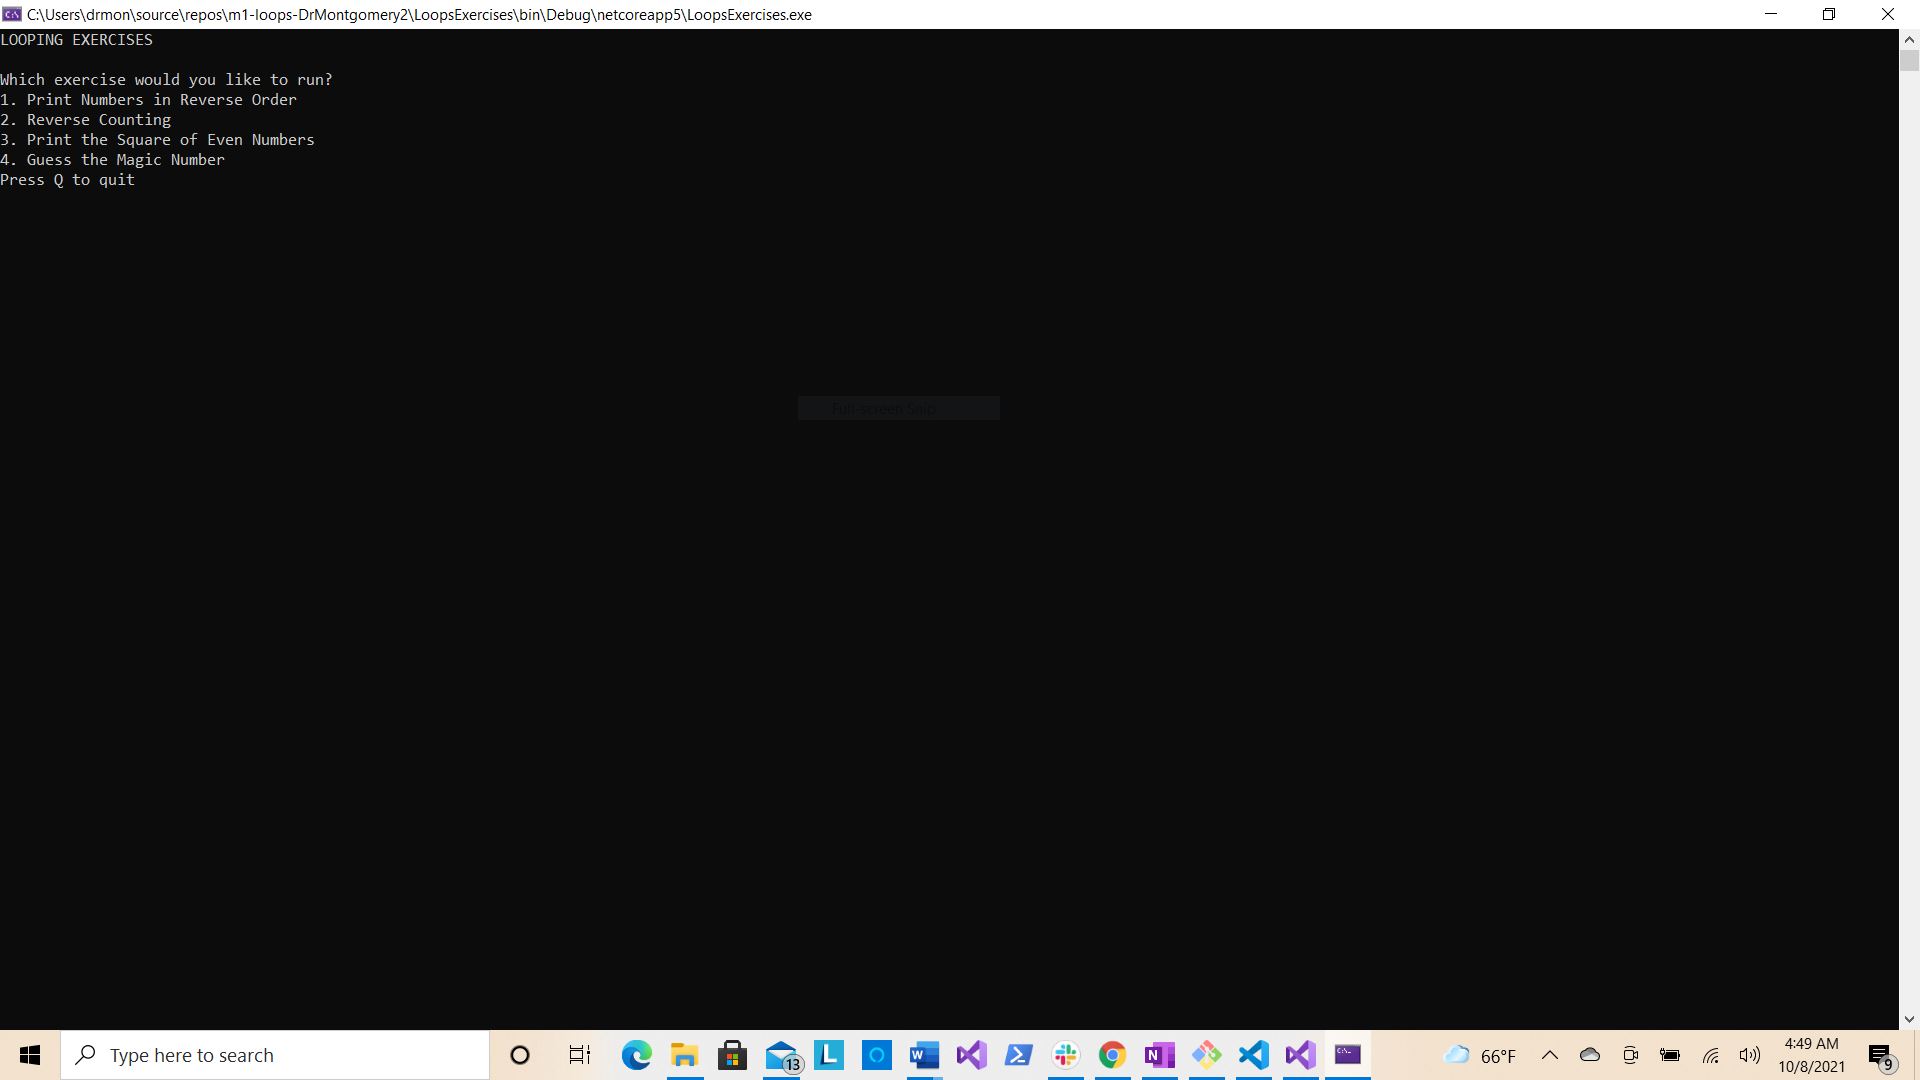 C:\Users\drmon\source\repos\m1-loops-DrMontgomery2\LoopsExercises\bin\Debug\netcoreapp5\LoopsExercises.exe
LOOPING EXERCISES
Which exercise would you like to run?
1. Print Numbers in Reverse Order
2. Reverse Counting
3. Print the Square of Even Numbers
4. Guess the Magic Number
Press Q to quit
Full-screen Snip
Type here to search
13
66°F
4:49 AM
10/8/2021
9